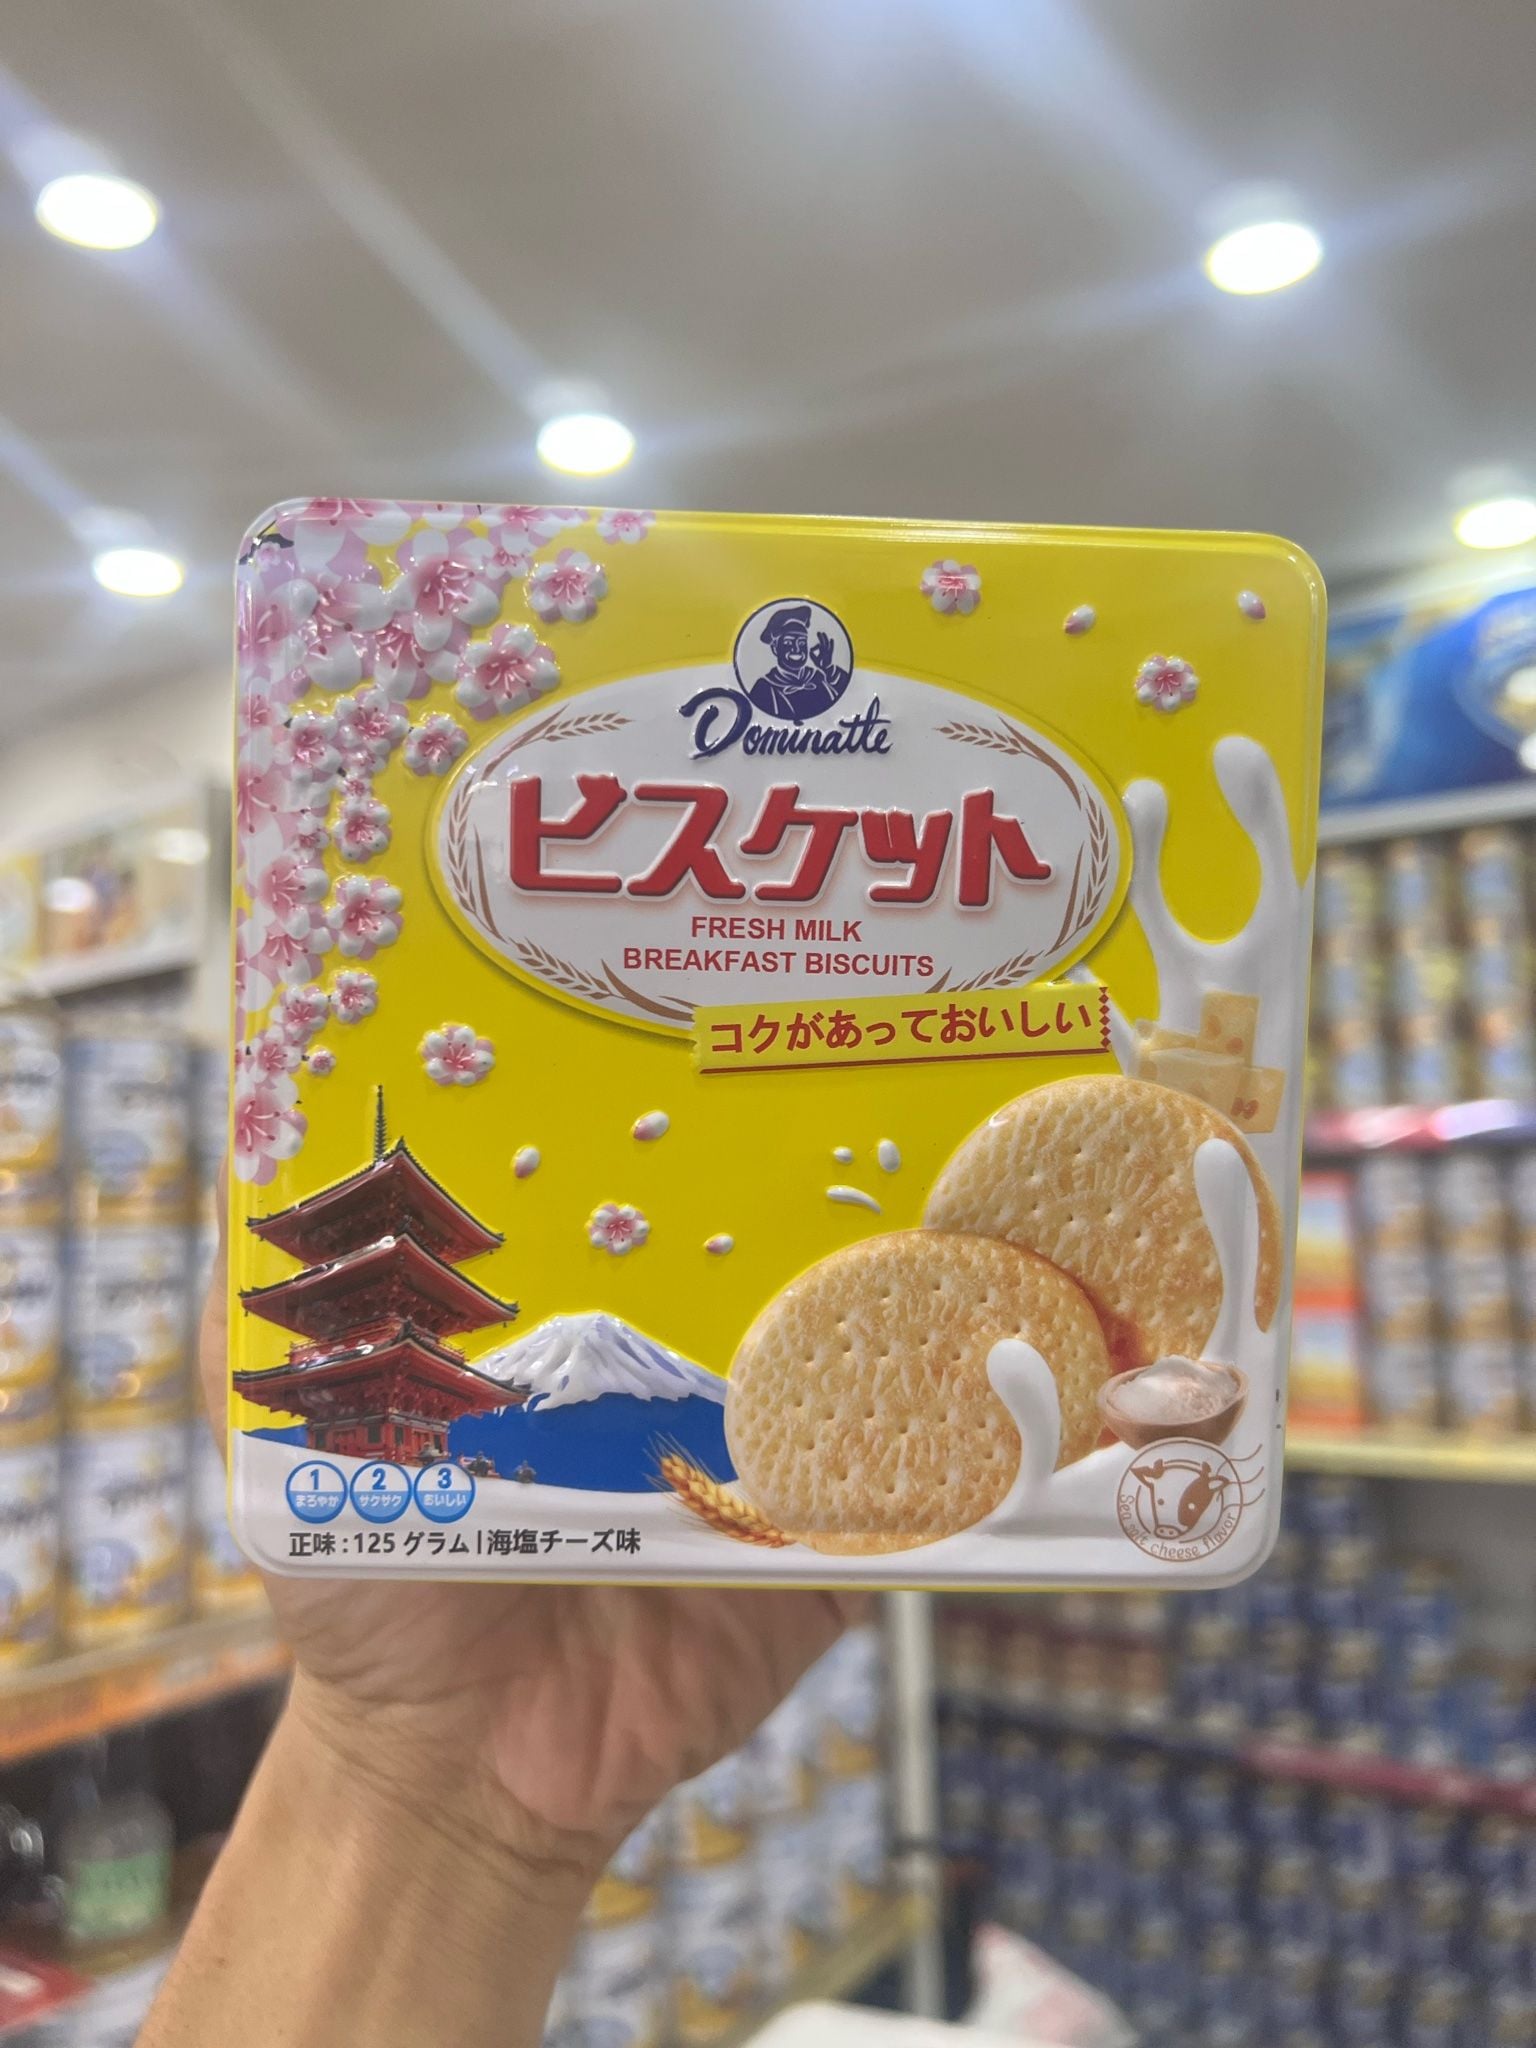 Dominatte
ビスケット
FRESH MILK
BREAKFAST BISCUITS
コクがあっておいしい
1
まろやか
2
サクサク
3
おいしい
正味:125 グラム|海塩チーズ味
Sea salt cheese flavor